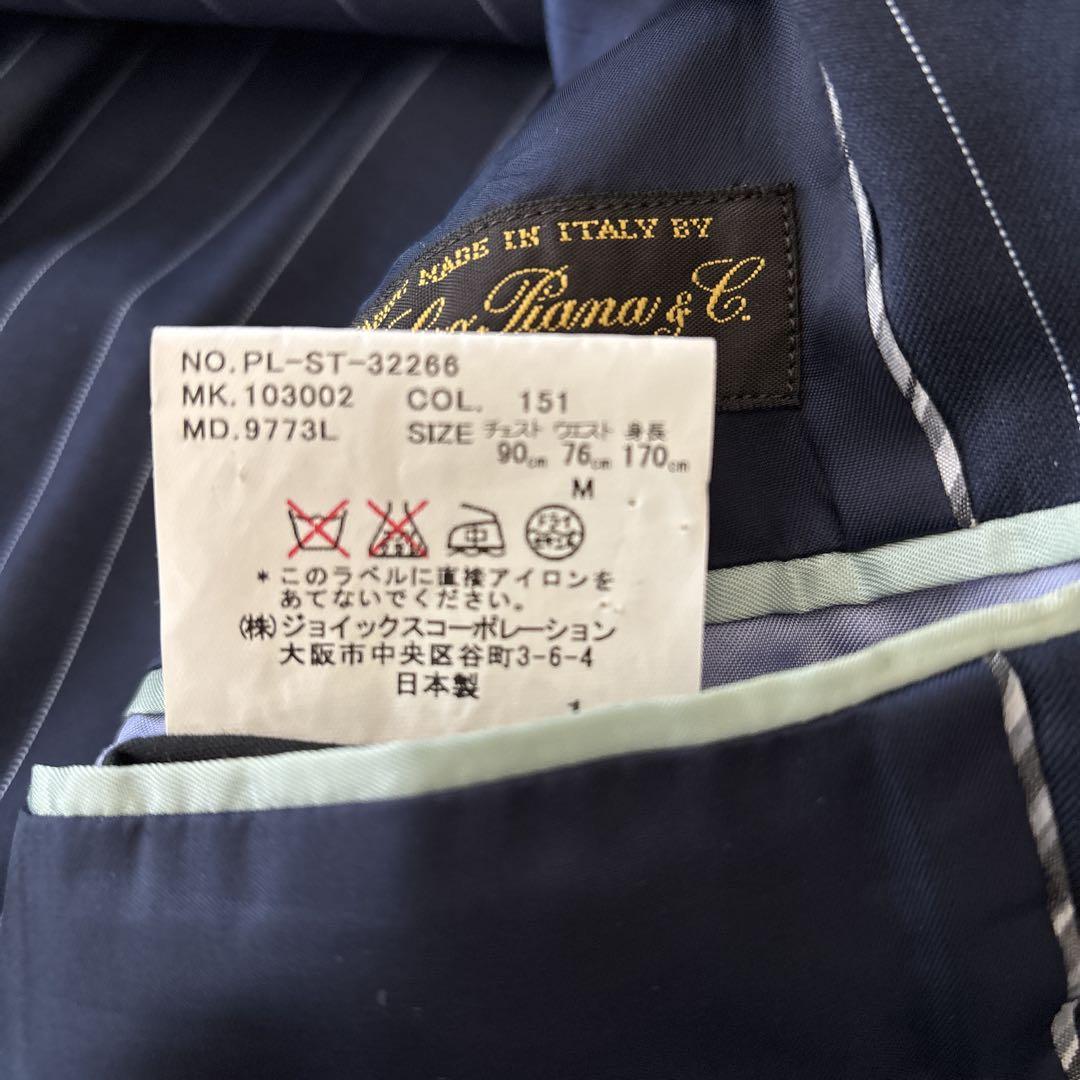 MADE IN ITALY BY
Piana & C.
NO.PL-ST-32266
MK.103002 COL. 151
MD.9773L SIZE チェスト ウエスト 身長
90cm 76cm 170cm
M
中
ドライ
*このラベルに直接アイロンを
あてないでください。
(株)ジョイックスコーポレーション
大阪市中央区谷町3-6-4
日本製